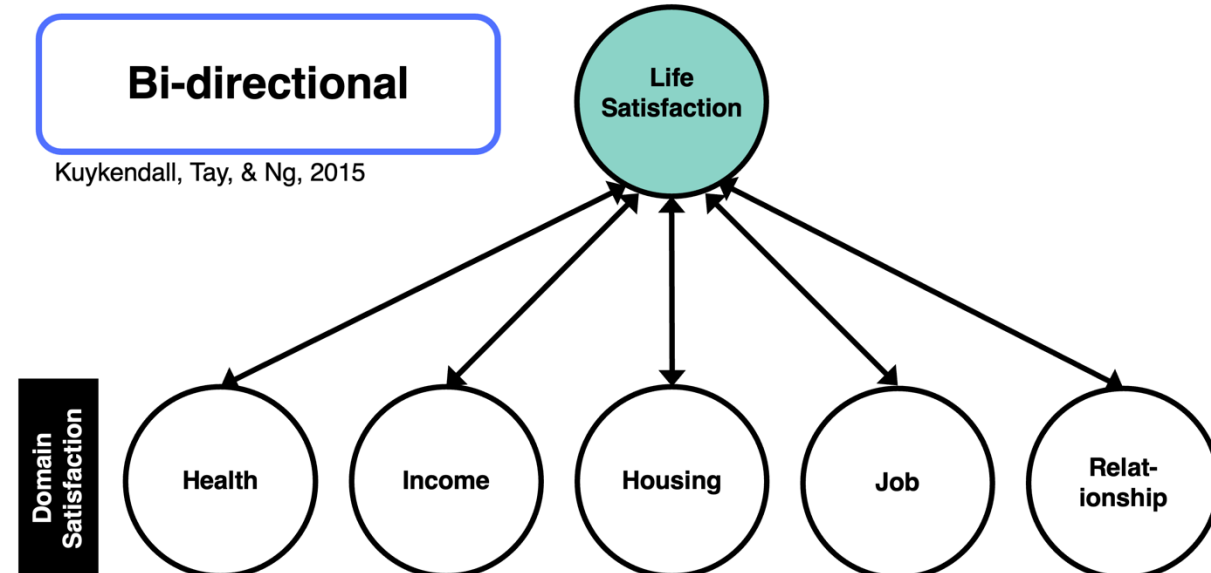 Bi-directional
Kuykendall, Tay, & Ng, 2015
Life
Satisfaction
Domain
Satisfaction
Health
Income
Housing
Job
Relat-
ionship